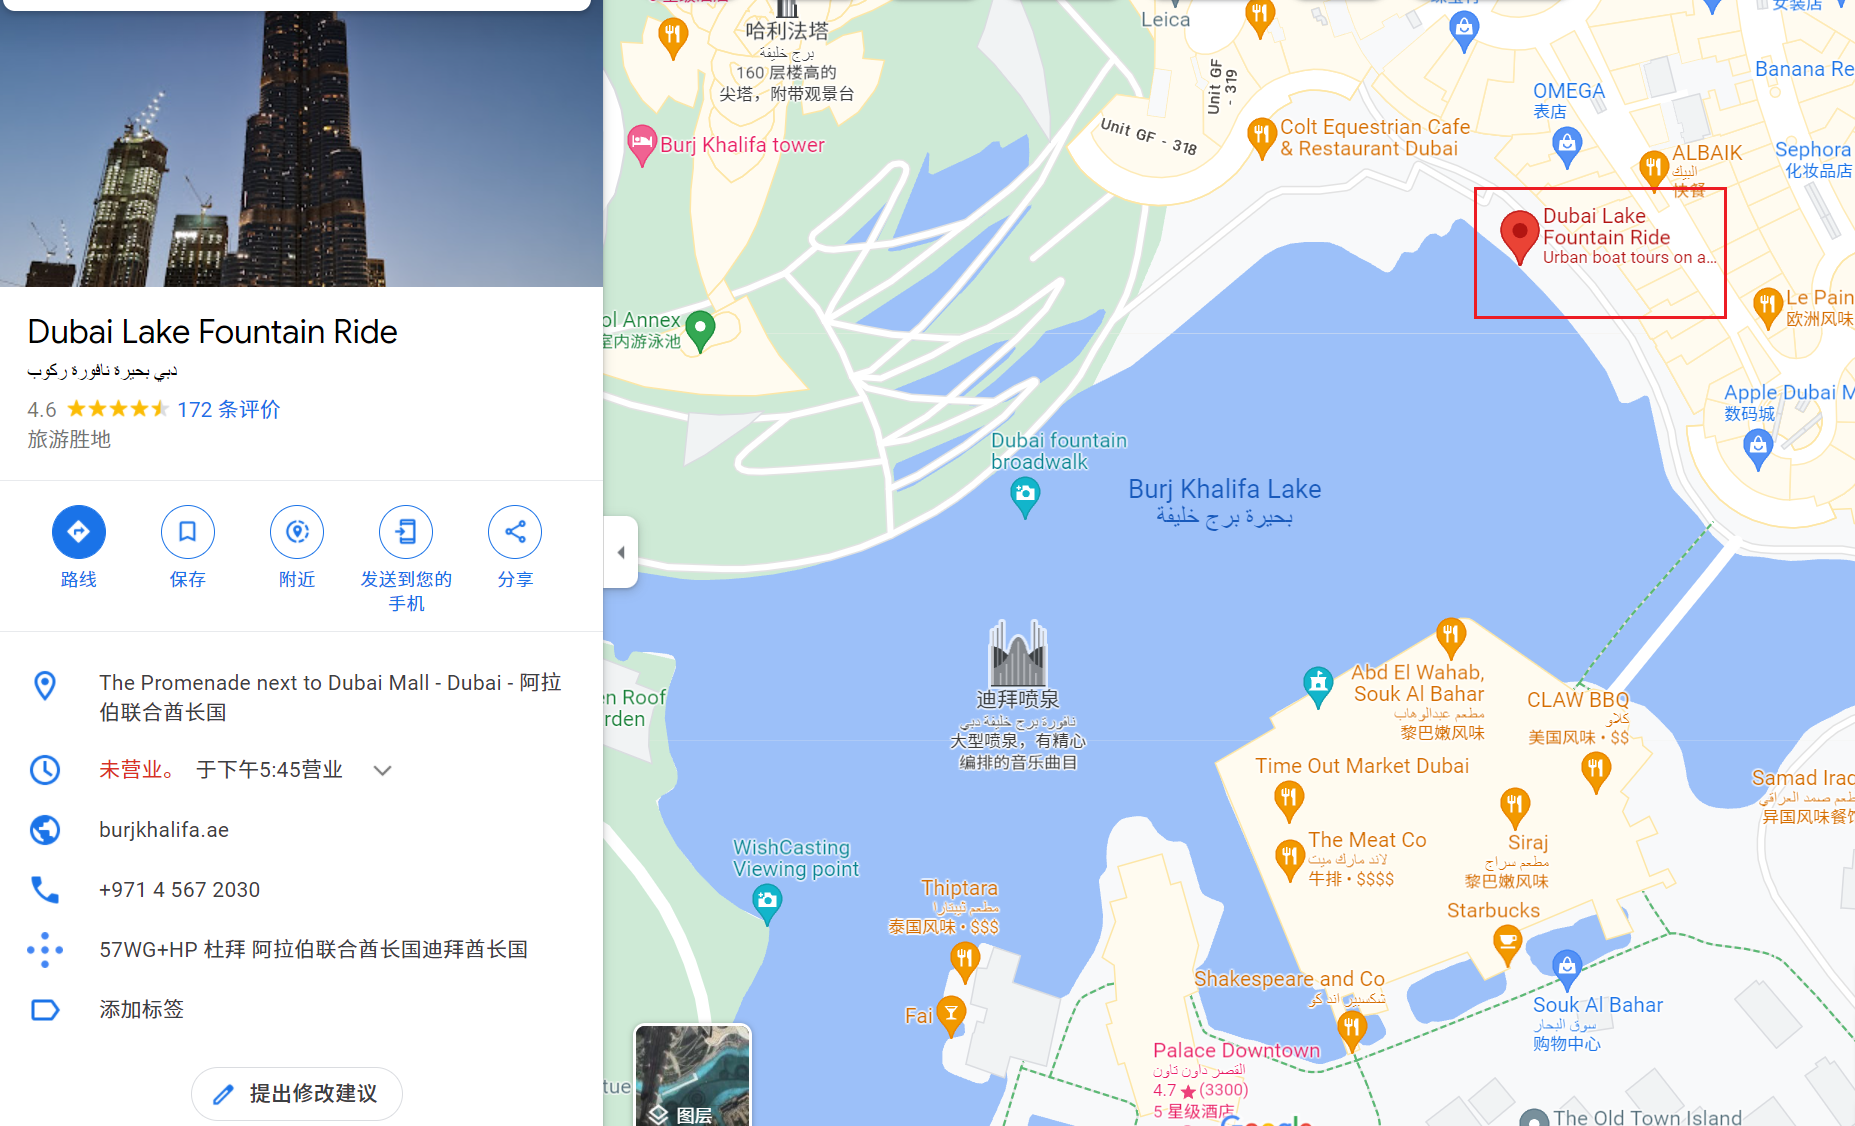 Dubai Lake Fountain Ride
دبي بحيرة نافورة ركوب
4.6 172 条评价
旅游胜地
路线
保存
附近
发送到您的
手机
分享
The Promenade next to Dubai Mall - Dubai - 阿拉
伯联合酋长国
未营业。 于下午5:45营业
burjkhalifa.ae
+971 4 567 2030
57WG+HP 杜拜 阿拉伯联合酋长国迪拜酋长国
添加标签
提出修改建议
哈利法塔
برج خليفة
160 层楼高的
尖塔，附带观景台
Leica
Unit GF
- 319
Unit GF - 318
Burj Khalifa tower
Colt Equestrian Cafe
& Restaurant Dubai
OMEGA
表店
Banana Re
ALBAIK
البيك
快餐
Sephora
化妆品店
安装店
Dubai Lake
Fountain Ride
Urban boat tours on a...
Le Pain
欧洲风味
ol Annex
室内游泳池
Apple Dubai M
数码城
Dubai fountain
broadwalk
Burj Khalifa Lake
بحيرة برج خليفة
en Roof
rden
迪拜喷泉
نافورة برج خليفة دبي
大型喷泉，有精心
编排的音乐曲目
Abd El Wahab,
Souk Al Bahar
مطعم عبدالوهاب
黎巴嫩风味
CLAW BBQ
كلاو
美国风味 • $$
Time Out Market Dubai
Samad Iraq
طعم صمد العراقي
异国风味餐馆
The Meat Co
لاند مارك ميت
牛排 • $$$$
Siraj
مطعم سراج
黎巴嫩风味
WishCasting
Viewing point
Thiptara
مطعم ثيبتارا
泰国风味 • $$$
Starbucks
Shakespeare and Co
شكسبير اند كو
Fai
Souk Al Bahar
سوق البحار
购物中心
Palace Downtown
القصر داون تاون
4.7 ★ (3300)
5 星级酒店
tue
图层
Google
The Old Town Island